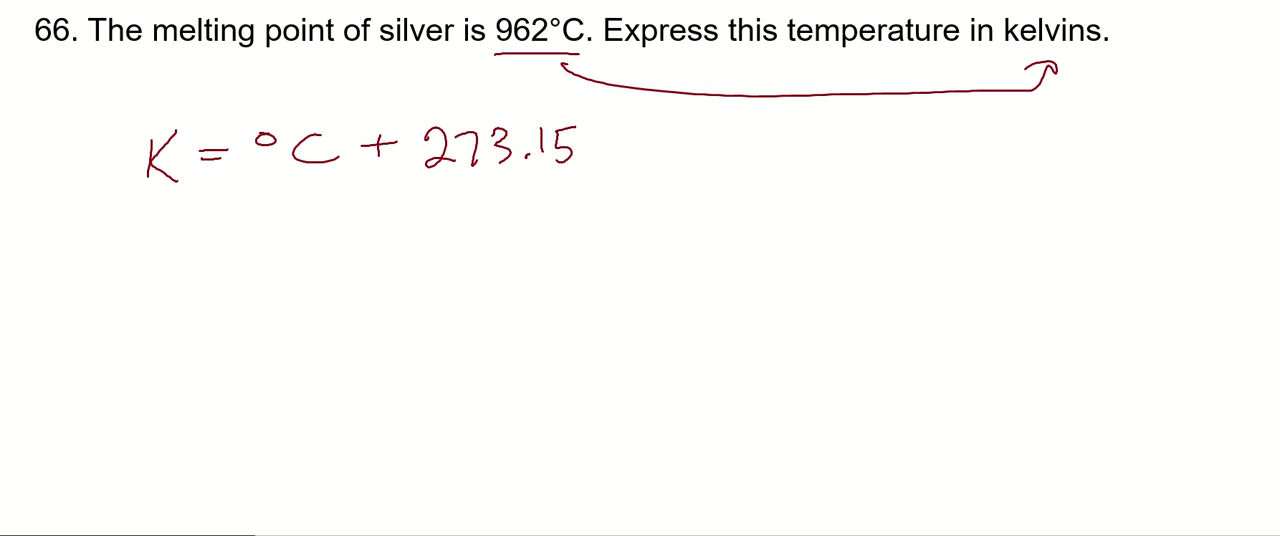 66. The melting point of silver is 962°C. Express this temperature in kelvins.
K = °C + 273.15